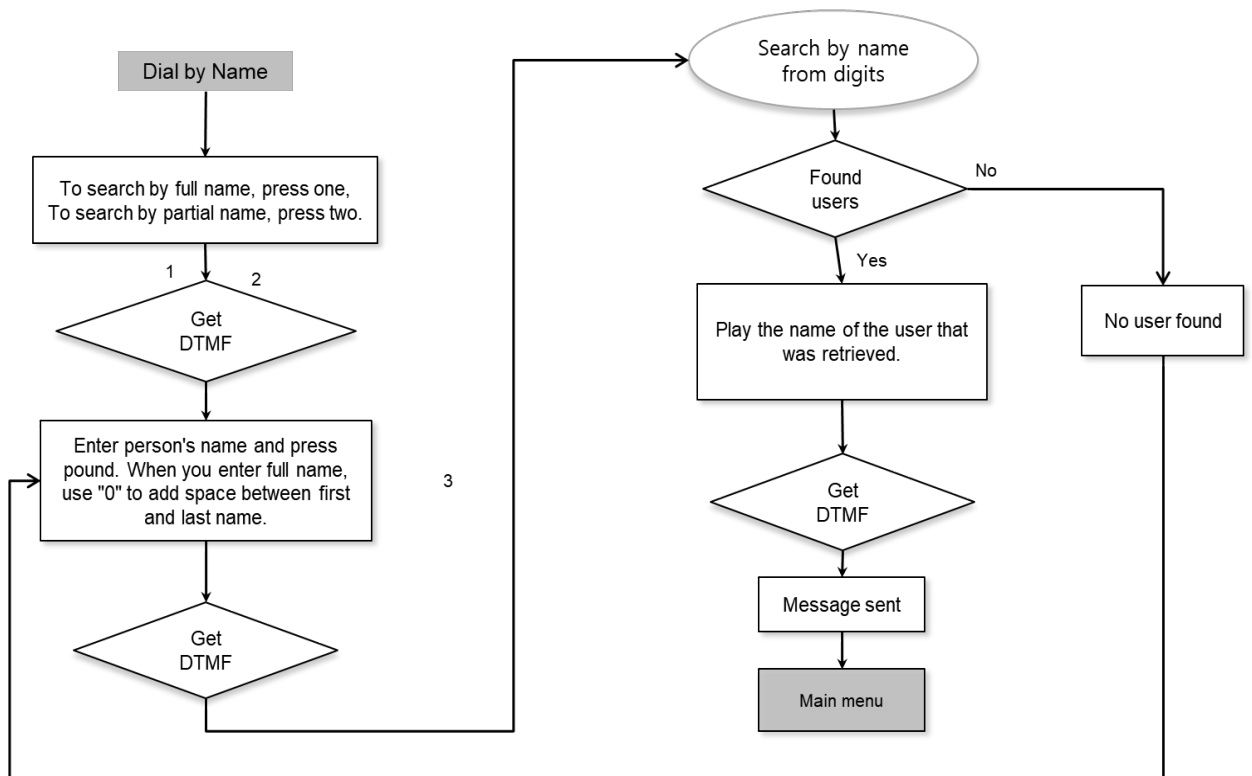 Dial by Name
To search by full name, press one,
To search by partial name, press two.
1
2
Get
DTMF
Enter person's name and press
pound. When you enter full name,
use "0" to add space between first
and last name.
3
Get
DTMF
Search by name
from digits
Found
users
No
Yes
Play the name of the user that
was retrieved.
No user found
Get
DTMF
Message sent
Main menu